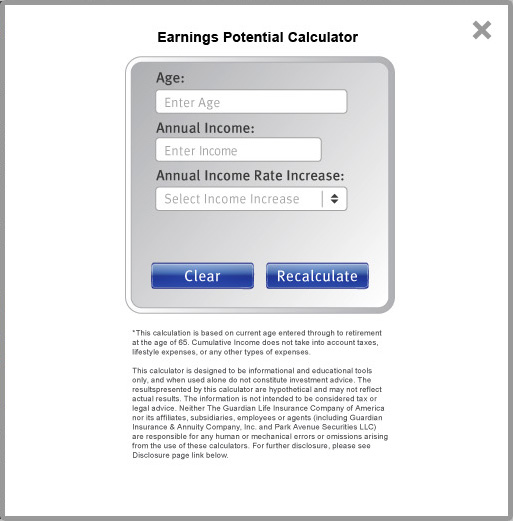 Earnings Potential Calculator
Age:
Enter Age
Annual Income:
Enter Income
Annual Income Rate Increase:
Select Income Increase
Clear
Recalculate
*This calculation is based on current age entered through to retirement
at the age of 65. Cumulative Income does not take into account taxes,
lifestyle expenses, or any other types of expenses.
This calculator is designed to be informational and educational tools
only, and when used alone do not constitute investment advice. The
resultspresented by this calculator are hypothetical and may not reflect
actual results. The information is not intended to be considered tax or
legal advice. Neither The Guardian Life Insurance Company of America
nor its affiliates, subsidiaries, employees or agents (including Guardian
Insurance & Annuity Company, Inc. and Park Avenue Securities LLC)
are responsible for any human or mechanical errors or omissions arising
from the use of these calculators. For further disclosure, please see
Disclosure page link below.